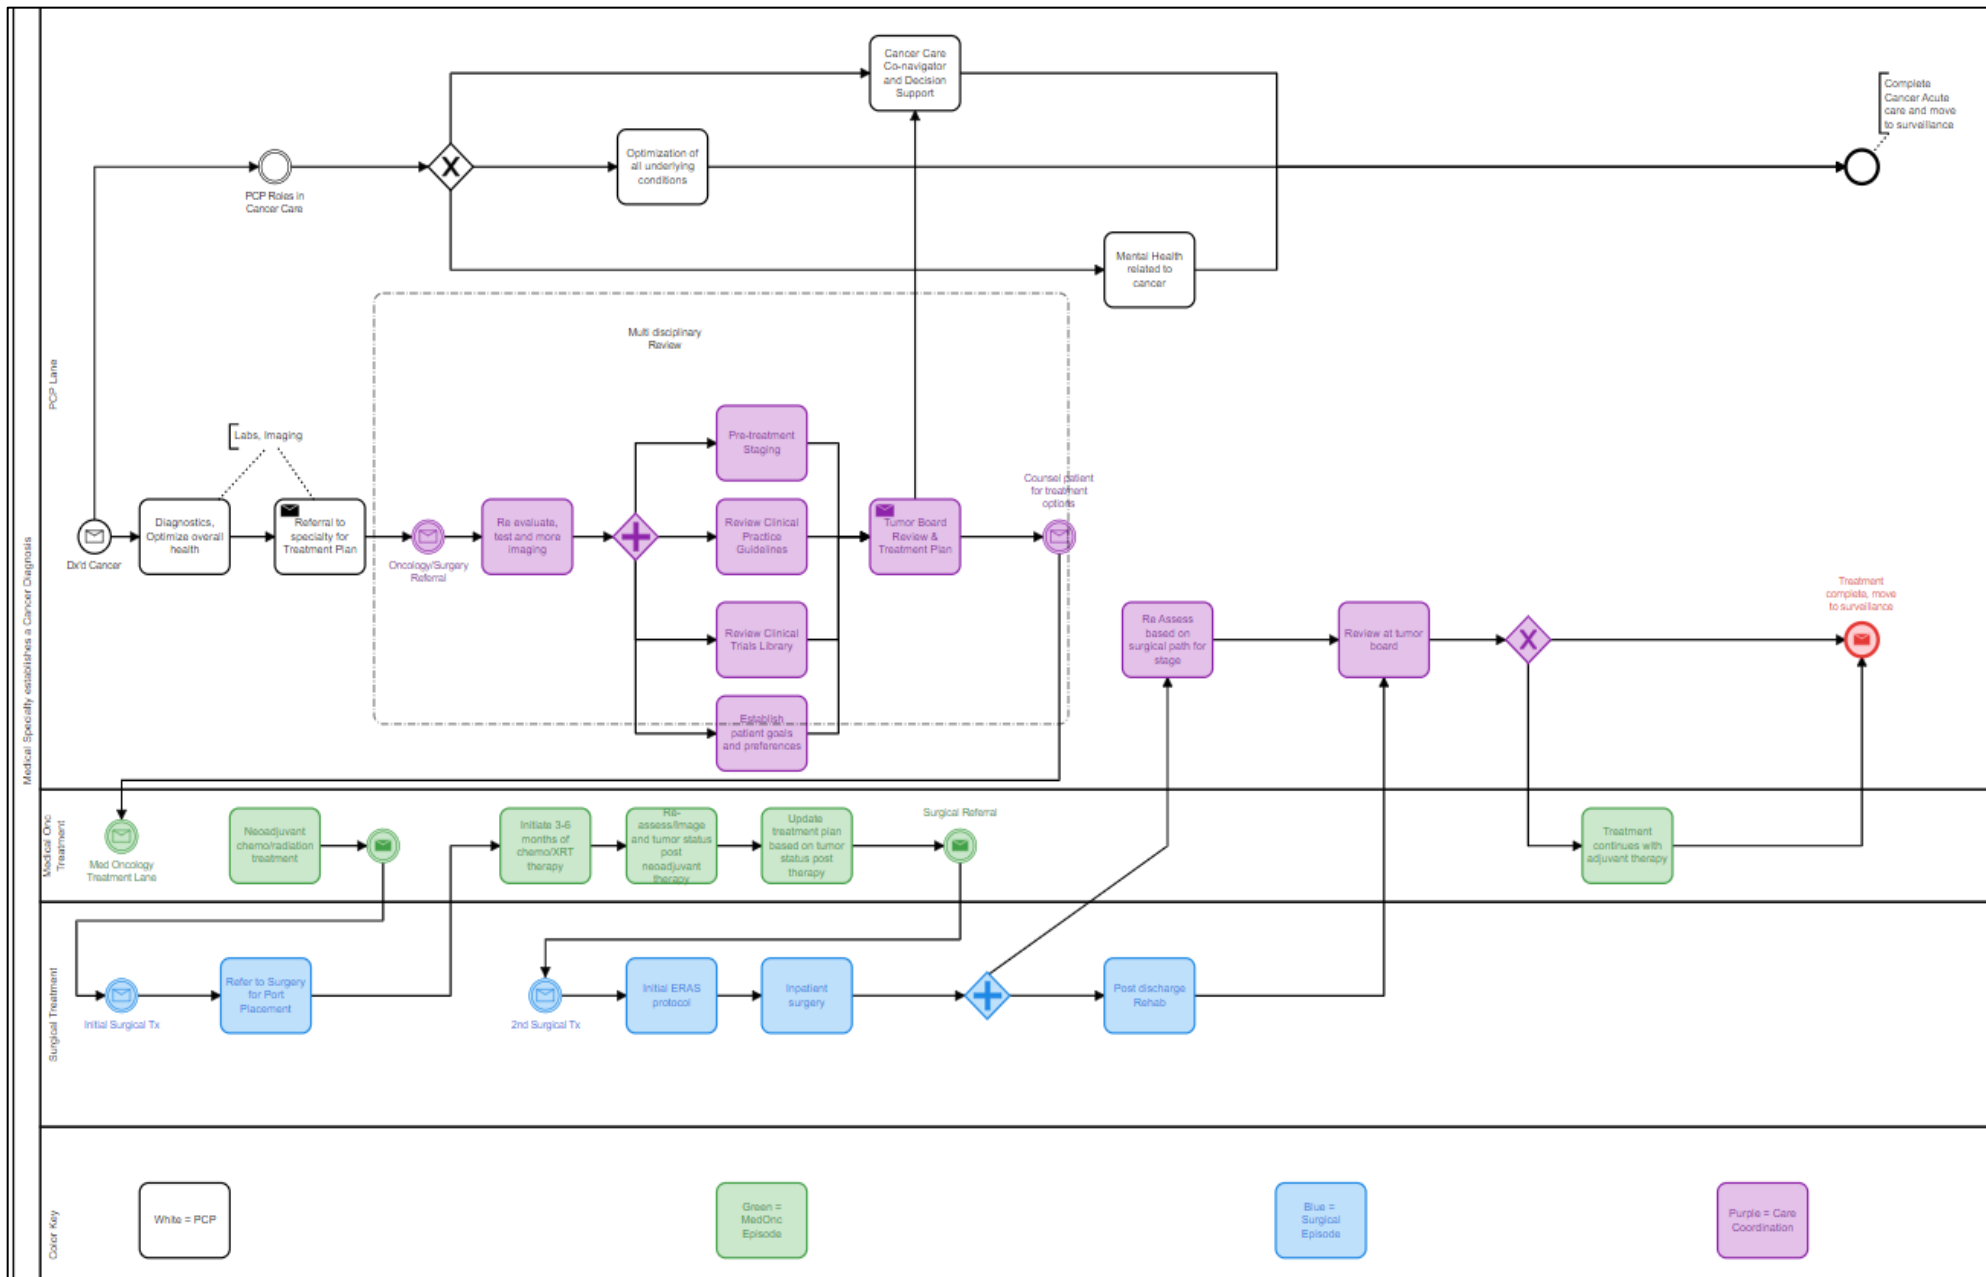 Cancer Care
Co-navigator
and Decision
Support
Complete
Cancer Acute
care and move
to surveillance
Optimization of
all underlying
conditions
PCP Roles in
Cancer Care
Mental Health
related to
cancer
Multi disciplinary
Review
PCP Lane
Labs, Imaging
Pre-treatment
Staging
Counsel patient
for treatment
options
Dx'd Cancer
Diagnostics,
Optimize overall
health
Referral to
specialty for
Treatment Plan
Oncology/Surgery
Referral
Re evaluate,
test and more
imaging
Review Clinical
Practice
Guidelines
Tumor Board
Review &
Treatment Plan
Medical Specialty establishes a Cancer Diagnosis
Review Clinical
Trials Library
Re Assess
based on
surgical path for
stage
Review at tumor
board
Treatment
complete, move
to surveillance
Establish
patient goals
and preferences
Medical Onc
Treatment
Med Oncology
Treatment Lane
Neoadjuvant
chemo/radiation
treatment
Initiate 3-6
months of
chemo/XRT
therapy
Re-
assess/Image
and tumor status
post
neoadjuvant
therapy
Update
treatment plan
based on tumor
status post
therapy
Surgical Referral
Treatment
continues with
adjuvant therapy
Surgical Treatment
Initial Surgical Tx
Refer to Surgery
for Port
Placement
2nd Surgical Tx
Initial ERAS
protocol
Inpatient
surgery
Post discharge
Rehab
Color Key
White = PCP
Green =
MedOnc
Episode
Blue =
Surgical
Episode
Purple = Care
Coordination